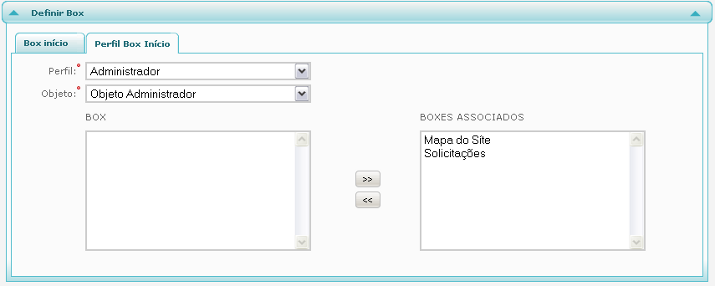 Definir Box
Box início
Perfil Box Início
Perfil:*
Administrador
Objeto:*
Objeto Administrador
BOX
BOXES ASSOCIADOS
Mapa do Site
Solicitações
>>
<<